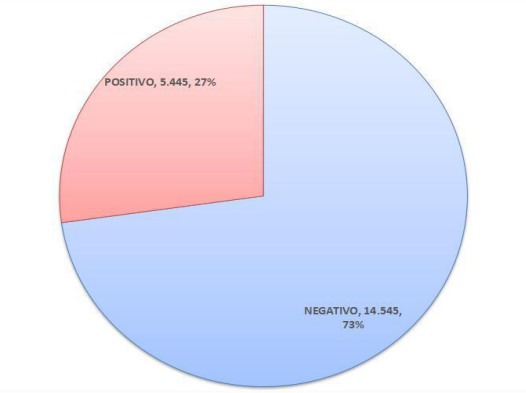 POSITIVO, 5.445, 27%
NEGATIVO, 14.545,
73%